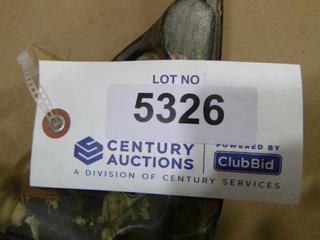 LOT NO
5326
CENTURY
AUCTIONS
POWERED BY
ClubBid
A DIVISION OF CENTURY SERVICES